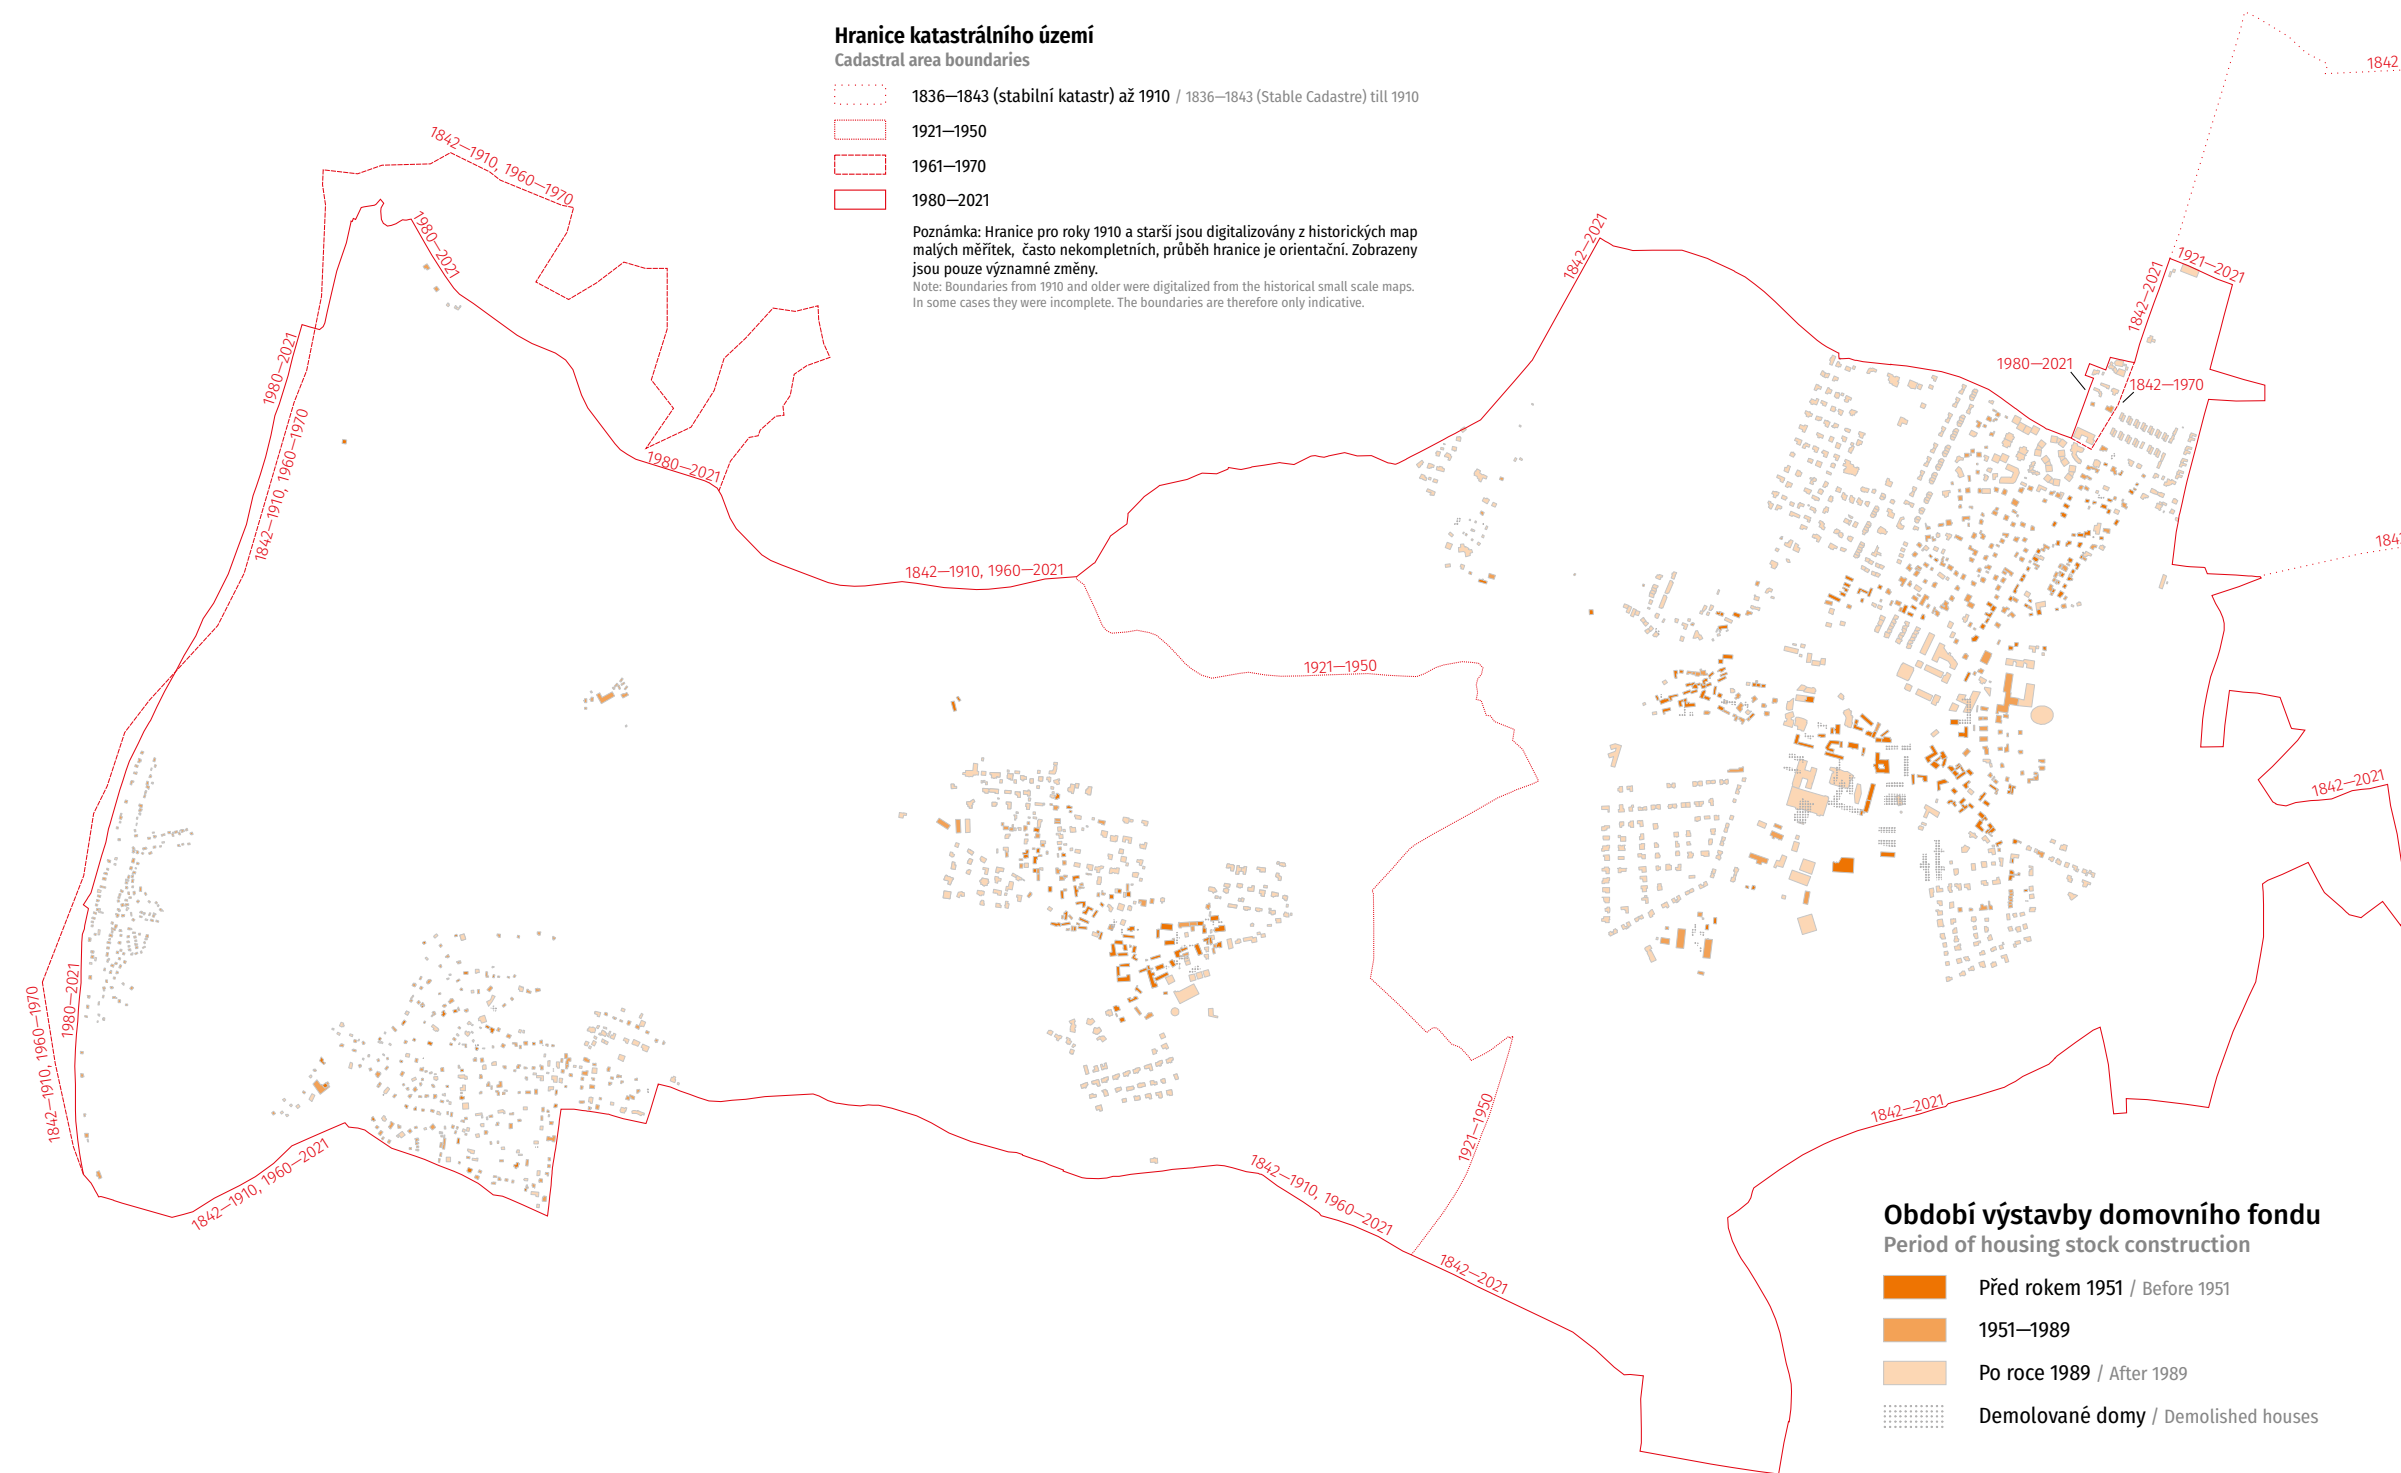 Hranice katastrálního území
Cadastral area boundaries
1836—1843 (stabilní katastr) až 1910 / 1836—1843 (Stable Cadastre) till 1910
1921—1950
1961—1970
1980—2021
Poznámka: Hranice pro roky 1910 a starší jsou digitalizovány z historických map
malých měřítek, často nekompletních, průběh hranice je orientační. Zobrazeny
jsou pouze významné změny.
Note: Boundaries from 1910 and older were digitalized from the historical small scale maps.
In some cases they were incomplete. The boundaries are therefore only indicative.
1842
1842—1910, 1960—1970
1980—2021
1842—2021
1921—2021
1842—2021
1980—2021
1842—1970
1980—2021
1842—1910, 1960—1970
1980—2021
1842—1910, 1960—2021
184
1921—1950
1842—2021
1842—1910, 1960—1970
1980—2021
1842—1910, 1960—2021
1921—1950
1842—2021
1842—1910, 1960—2021
1842—2021
Období výstavby domovního fondu
Period of housing stock construction
Před rokem 1951 / Before 1951
1951—1989
Po roce 1989 / After 1989
Demolované domy / Demolished houses